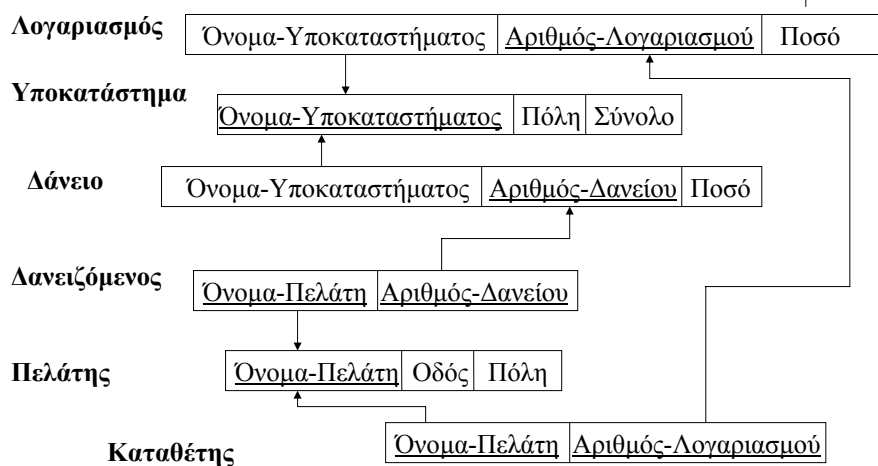 Λογαριασμός Όνομα-Υποκαταστήματος Αριθμός-Λογαριασμού Ποσό
Υποκατάστημα Όνομα-Υποκαταστήματος Πόλη Σύνολο
Δάνειο Όνομα-Υποκαταστήματος Αριθμός-Δανείου Ποσό
Δανειζόμενος Όνομα-Πελάτη Αριθμός-Δανείου
Πελάτης Όνομα-Πελάτη Οδός Πόλη
Καταθέτης Όνομα-Πελάτη Αριθμός-Λογαριασμού